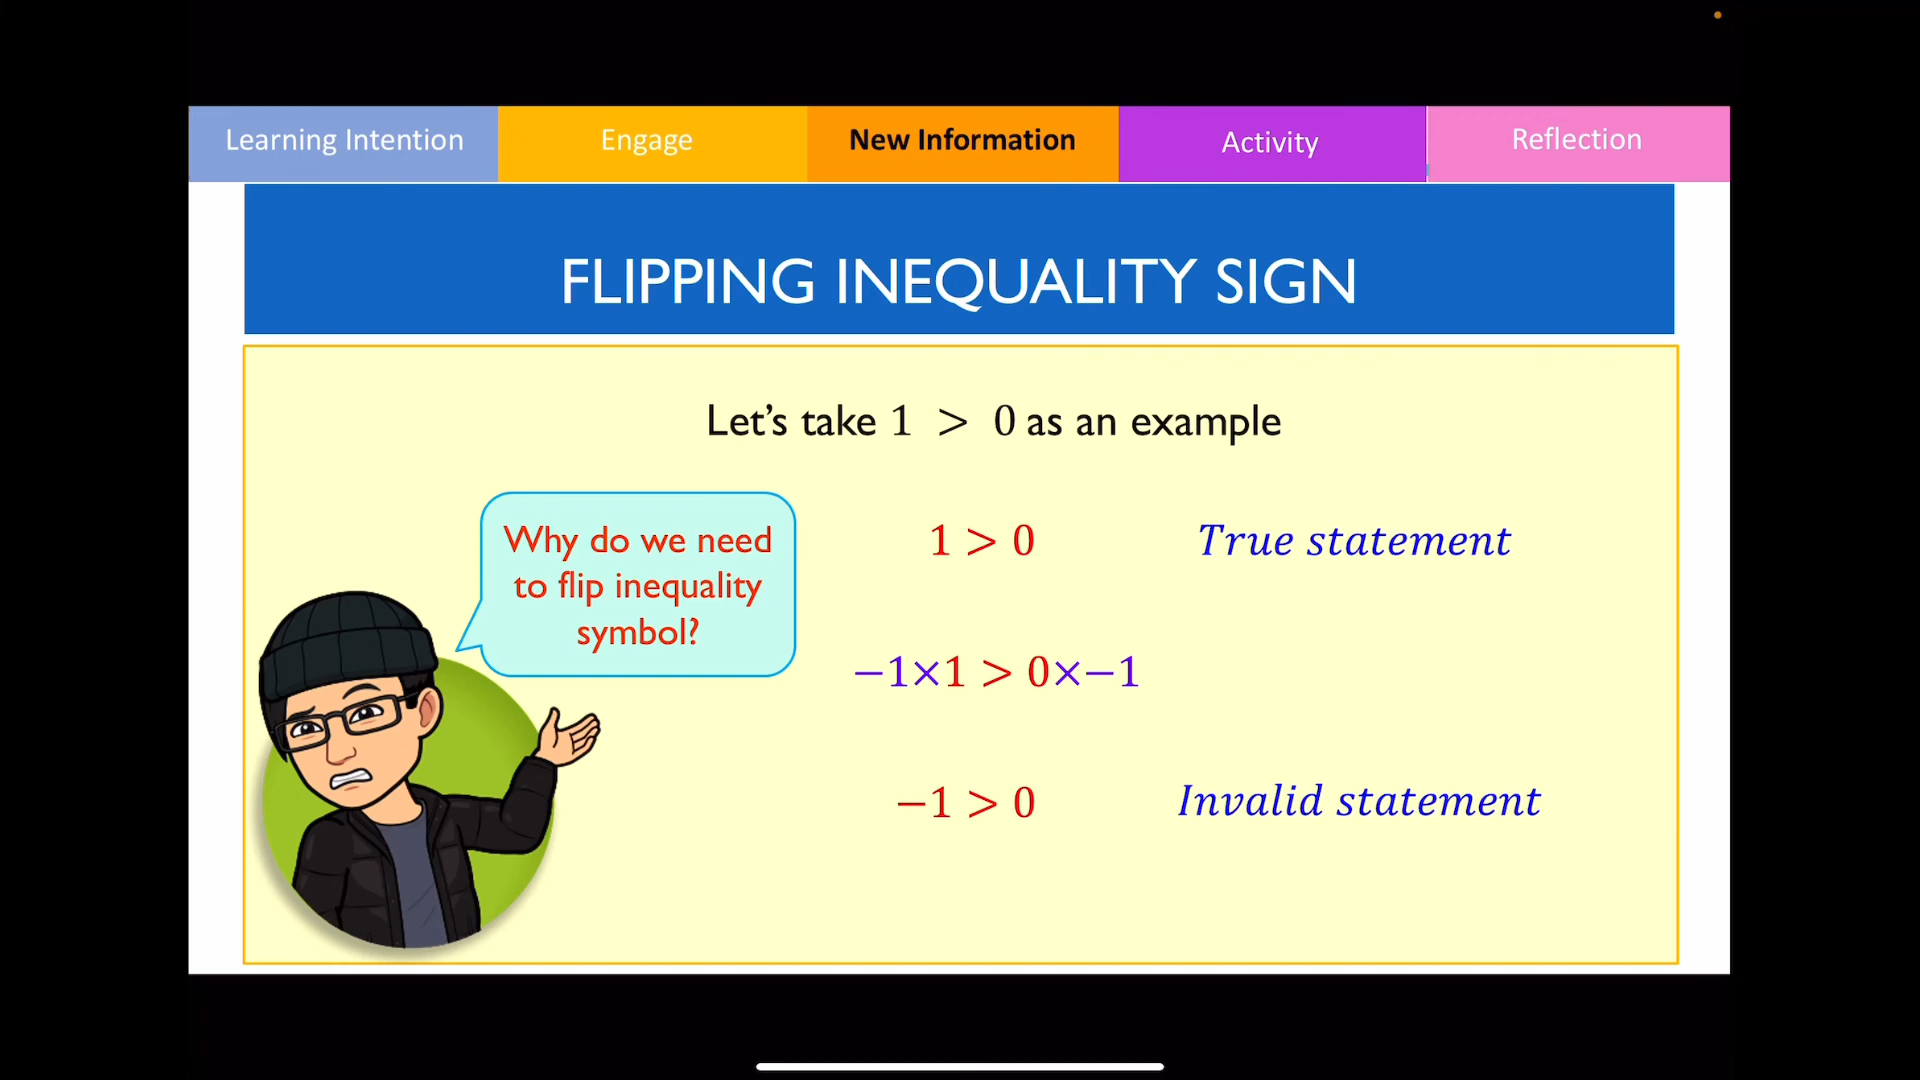 Learning Intention
Engage
New Information
Activity
Reflection
FLIPPING INEQUALITY SIGN
Let's take 1 > 0 as an example
Why do we need
to flip inequality
symbol?
1 > 0
True statement
−1×1 > 0×−1
−1 > 0
Invalid statement